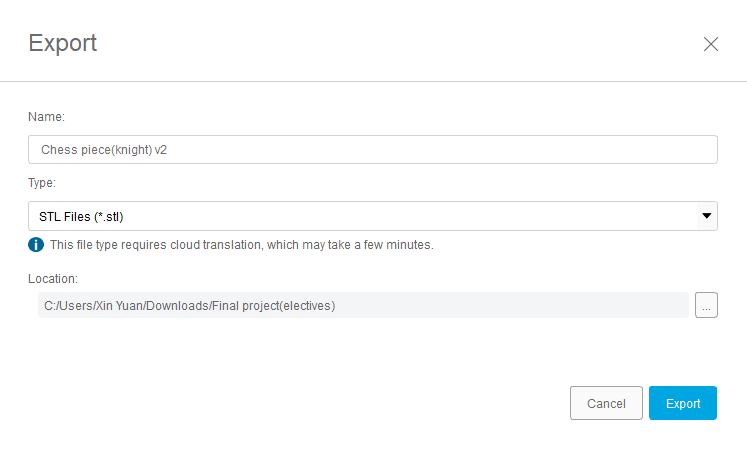 Export
Name:
Chess piece(knight) v2
Type:
STL Files (*.stl)
This file type requires cloud translation, which may take a few minutes.
Location:
C:/Users/Xin Yuan/Downloads/Final project(electives)
...
Cancel
Export